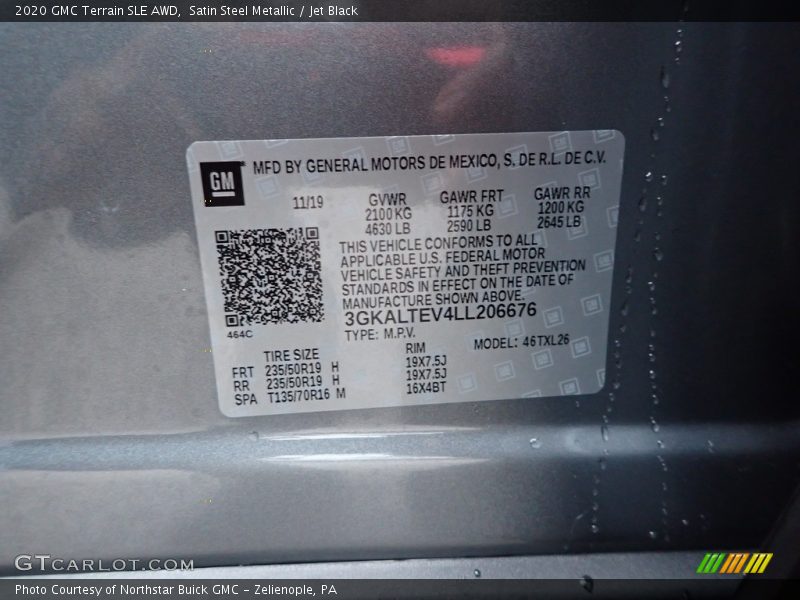 2020 GMC Terrain SLE AWD, Satin Steel Metallic / Jet Black
GM
MFD BY GENERAL MOTORS DE MEXICO, S. DE R.L. DE C.V.
11/19 GVWR GAWR FRT GAWR RR
2100 KG 1175 KG 1200 KG
4630 LB 2590 LB 2645 LB
THIS VEHICLE CONFORMS TO ALL
APPLICABLE U.S. FEDERAL MOTOR
VEHICLE SAFETY AND THEFT PREVENTION
STANDARDS IN EFFECT ON THE DATE OF
MANUFACTURE SHOWN ABOVE.
3GKALTEV4LL206676
464C
TYPE: M.P.V. MODEL: 46TXL26
TIRE SIZE RIM
FRT 235/50R19 H 19X7.5J
RR 235/50R19 H 19X7.5J
SPA T135/70R16 M 16X4BT
GTCARLOT.COM
Photo Courtesy of Northstar Buick GMC - Zelienople, PA